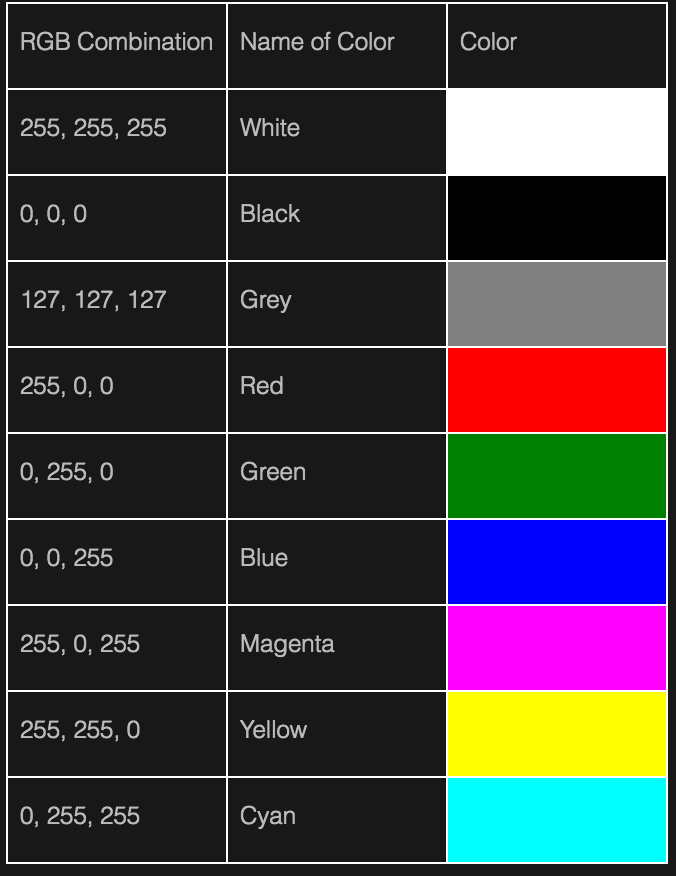 RGB Combination Name of Color Color
255, 255, 255 White
0, 0, 0 Black
127, 127, 127 Grey
255, 0, 0 Red
0, 255, 0 Green
0, 0, 255 Blue
255, 0, 255 Magenta
255, 255, 0 Yellow
0, 255, 255 Cyan